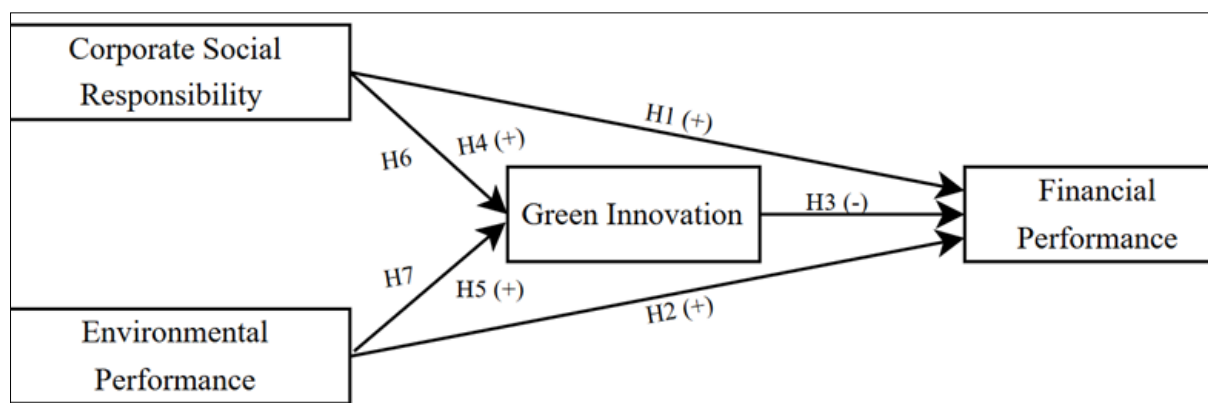 Corporate Social
Responsibility
H1 (+)
H4 (+)
H6
Green Innovation
H3 (-)
Financial
Performance
H7
H5 (+)
H2 (+)
Environmental
Performance